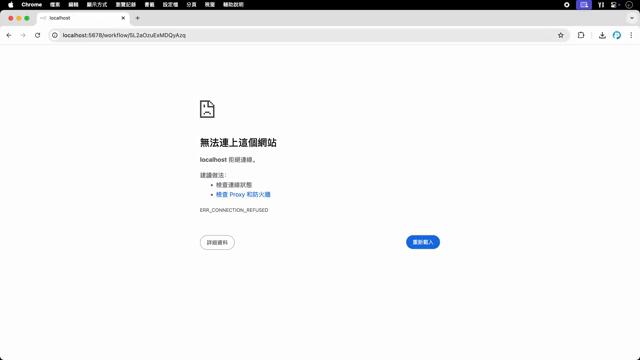 Chrome 檔案 編輯 顯示方式 瀏覽記錄 書籤 設定檔 分頁 視窗 輔助說明
localhost
localhost:5678/workflow/5L2aOzuExMDQyAzq
無法連上這個網站
localhost 拒絕連線。
建議做法：
• 檢查連線狀態
• 檢查 Proxy 和防火牆
ERR_CONNECTION_REFUSED
詳細資料
重新載入